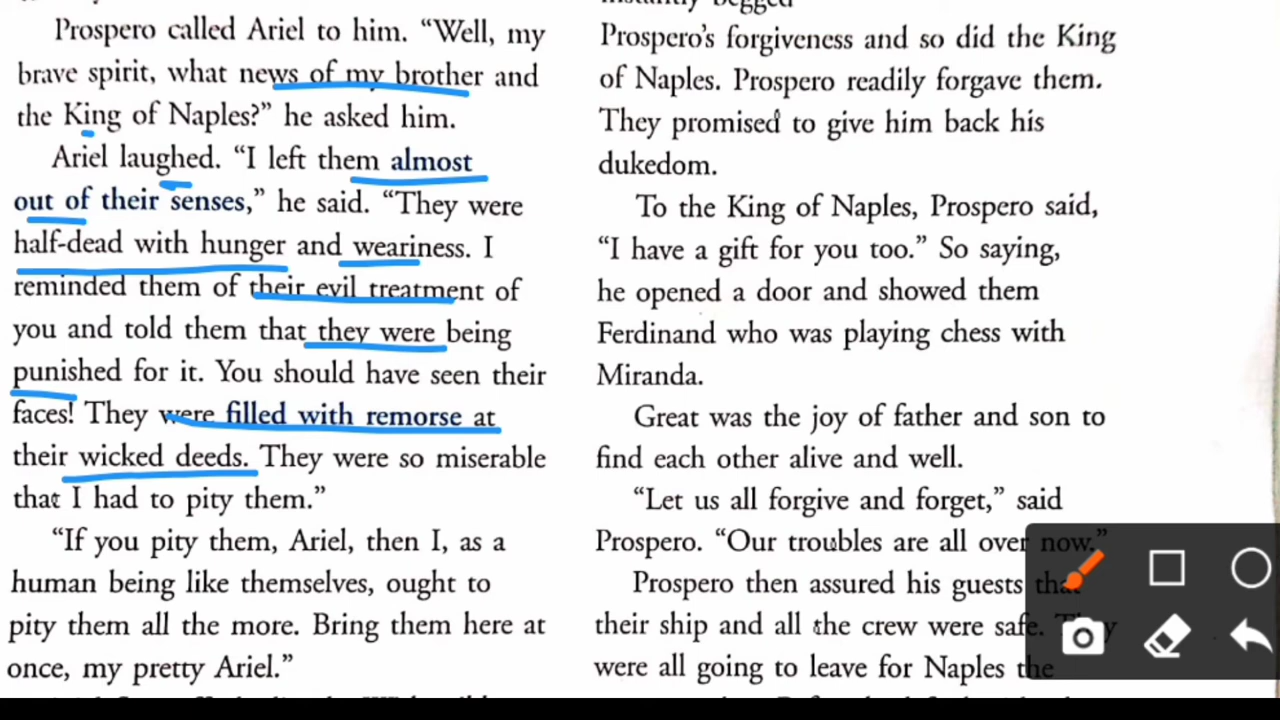 Prospero called Ariel to him. “Well, my
brave spirit, what news of my brother and
the King of Naples?” he asked him.
Ariel laughed. “I left them almost
out of their senses,” he said. “They were
half-dead with hunger and weariness. I
reminded them of their evil treatment of
you and told them that they were being
punished for it. You should have seen their
faces! They were filled with remorse at
their wicked deeds. They were so miserable
that I had to pity them.”
“If you pity them, Ariel, then I, as a
human being like themselves, ought to
pity them all the more. Bring them here at
once, my pretty Ariel.”
instantly begged
Prospero’s forgiveness and so did the King
of Naples. Prospero readily forgave them.
They promised to give him back his
dukedom.
To the King of Naples, Prospero said,
“I have a gift for you too.” So saying,
he opened a door and showed them
Ferdinand who was playing chess with
Miranda.
Great was the joy of father and son to
find each other alive and well.
“Let us all forgive and forget,” said
Prospero. “Our troubles are all over now.”
Prospero then assured his guests that
their ship and all the crew were safe. They
were all going to leave for Naples the